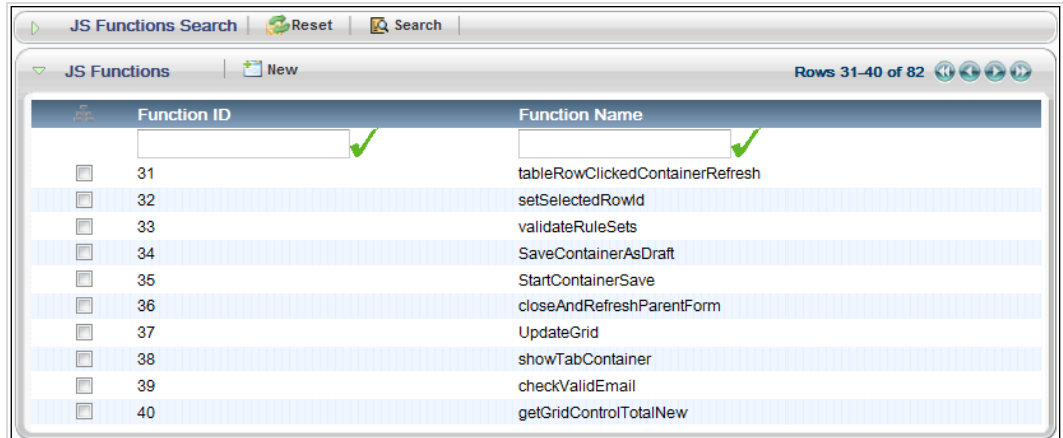 JS Functions Search Reset Search
JS Functions New Rows 31-40 of 82
Function ID Function Name
31 tableRowClickedContainerRefresh
32 setSelectedRowId
33 validateRuleSets
34 SaveContainerAsDraft
35 StartContainerSave
36 closeAndRefreshParentForm
37 UpdateGrid
38 showTabContainer
39 checkValidEmail
40 getGridControlTotalNew